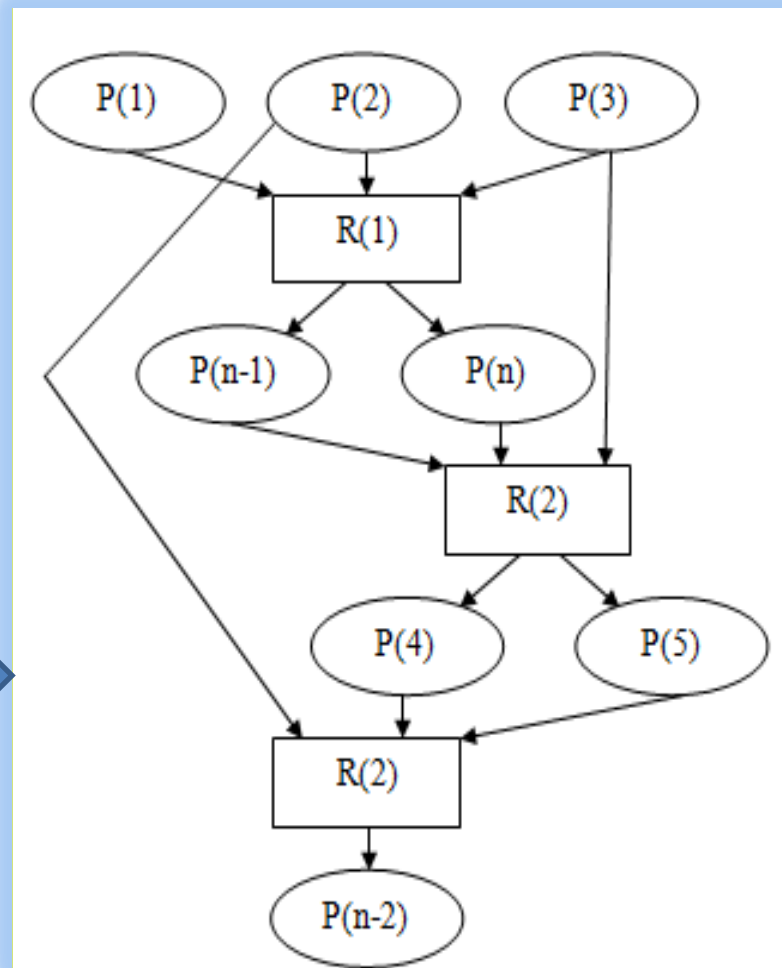 P(1)
P(2)
P(3)
R(1)
P(n-1)
P(n)
R(2)
P(4)
P(5)
R(2)
P(n-2)